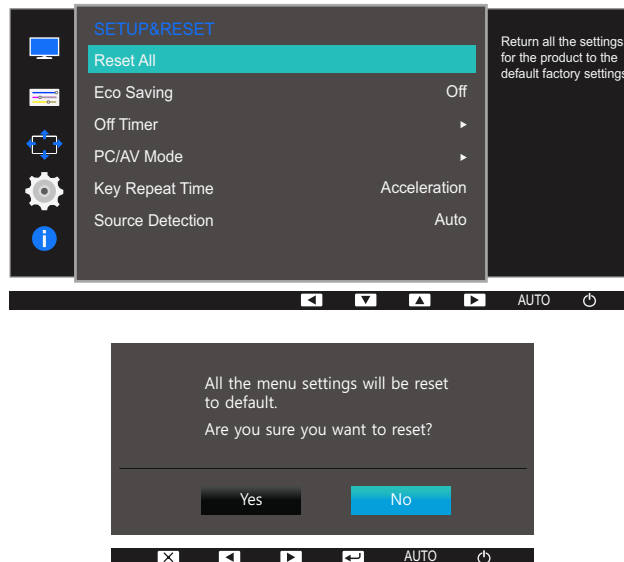 SETUP&RESET
Reset All
Eco Saving Off
Off Timer
PC/AV Mode
Key Repeat Time Acceleration
Source Detection Auto
Return all the settings
for the product to the
default factory settings
AUTO
All the menu settings will be reset
to default.
Are you sure you want to reset?
Yes No
AUTO